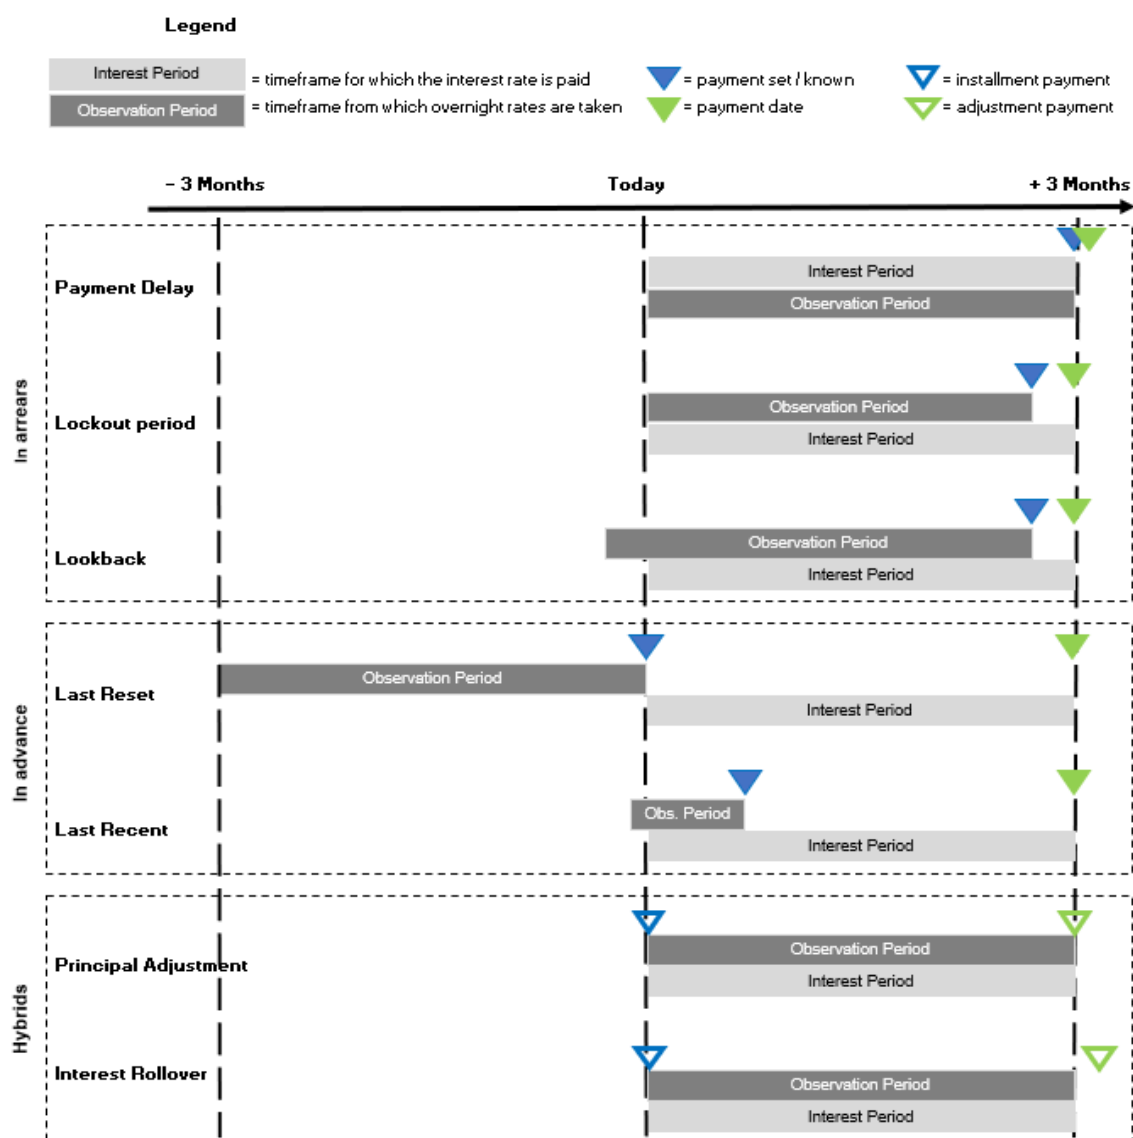 Legend
Interest Period = timeframe for which the interest rate is paid = payment set / known = installment payment
Observation Period = timeframe from which overnight rates are taken = payment date = adjustment payment
- 3 Months Today + 3 Months
In arrears
Payment Delay
Interest Period
Observation Period
Lockout period
Observation Period
Interest Period
Lookback
Observation Period
Interest Period
In advance
Last Reset
Observation Period
Interest Period
Last Recent
Obs. Period
Interest Period
Hybrids
Principal Adjustment
Observation Period
Interest Period
Interest Rollover
Observation Period
Interest Period